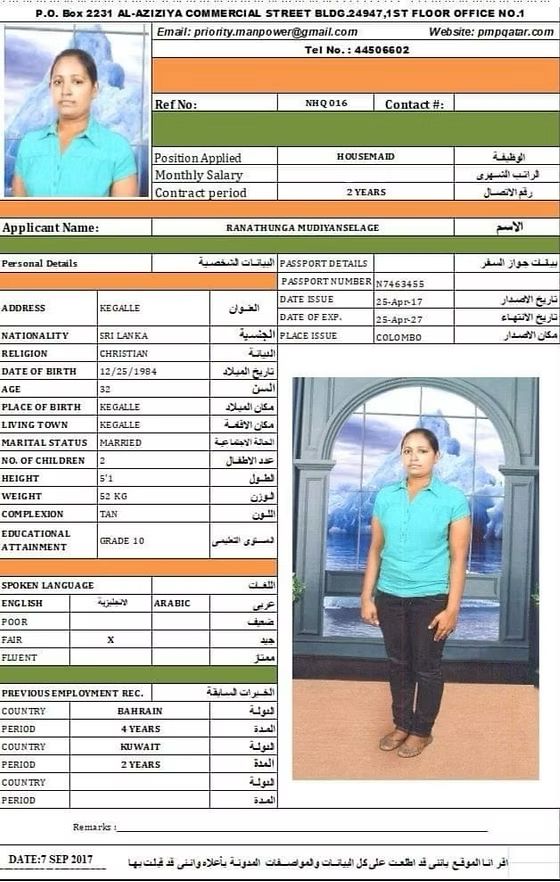 P.O. Box 2231 AL-AZIZIYA COMMERCIAL STREET BLDG.24947,1ST FLOOR OFFICE NO.1
Email: priority.manpower@gmail.com Website: pmpqatar.com
Tel No. : 44506602
Ref No: NHQ 016 Contact #:
Position Applied HOUSEMAID الوظيفة
Monthly Salary الراتب الشهرى
Contract period 2 YEARS رقم الاتصال
Applicant Name: RANATHUNGA MUDIYANSELAGE الاسم
Personal Details البيانات الشخصية PASSPORT DETAILS بيانات جواز السفر
PASSPORT NUMBER N7463455
DATE ISSUE 25-Apr-17 تاريخ الاصدار
ADDRESS KEGALLE العنوان
DATE OF EXP. 25-Apr-27 تاريخ الانتهاء
NATIONALITY SRI LANKA الجنسية PLACE ISSUE COLOMBO مكان الاصدار
RELIGION CHRISTIAN الديانة
DATE OF BIRTH 12/25/1984 تاريخ الميلاد
AGE 32 السن
PLACE OF BIRTH KEGALLE مكان الميلاد
LIVING TOWN KEGALLE مكان الاقامة
MARITAL STATUS MARRIED الحالة الاجتماعية
NO. OF CHILDREN 2 عدد الاطفال
HEIGHT 5'1 الطول
WEIGHT 52 KG الوزن
COMPLEXION TAN اللون
EDUCATIONAL ATTAINMENT GRADE 10 المستوى التعليمى
SPOKEN LANGUAGE اللغات
ENGLISH الانجليزية ARABIC عربى
POOR ضعيف
FAIR X جيد
FLUENT ممتاز
PREVIOUS EMPLOYMENT REC. الخبرات السابقة
COUNTRY BAHRAIN الدولة
PERIOD 4 YEARS المدة
COUNTRY KUWAIT الدولة
PERIOD 2 YEARS المدة
COUNTRY الدولة
PERIOD المدة
Remarks :
DATE:7 SEP 2017 اقر انا الموقع باننى قد اطلعت على كل البيانات والمواصفات المدونة بأعلاه واننى قد قبلت بها